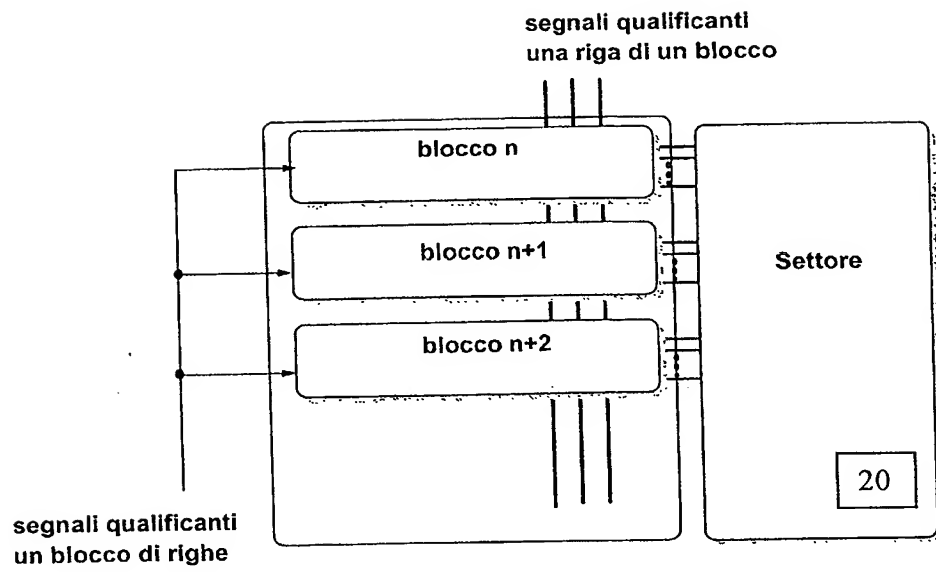 segnali qualificanti
una riga di un blocco
blocco n
blocco n+1
Settore
blocco n+2
20
segnali qualificanti
un blocco di righe